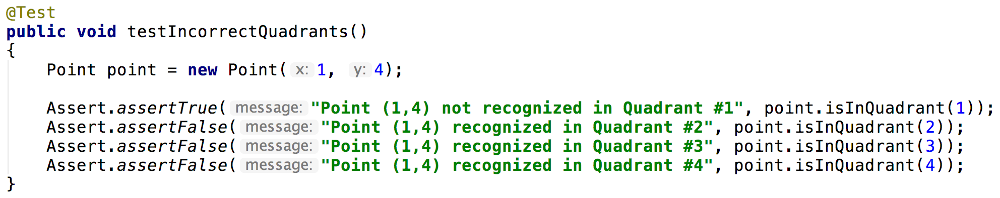 @Test
public void testIncorrectQuadrants()
{
    Point point = new Point( x: 1,  y: 4);

    Assert.assertTrue( message: "Point (1,4) not recognized in Quadrant #1", point.isInQuadrant(1));
    Assert.assertFalse( message: "Point (1,4) recognized in Quadrant #2", point.isInQuadrant(2));
    Assert.assertFalse( message: "Point (1,4) recognized in Quadrant #3", point.isInQuadrant(3));
    Assert.assertFalse( message: "Point (1,4) recognized in Quadrant #4", point.isInQuadrant(4));
}